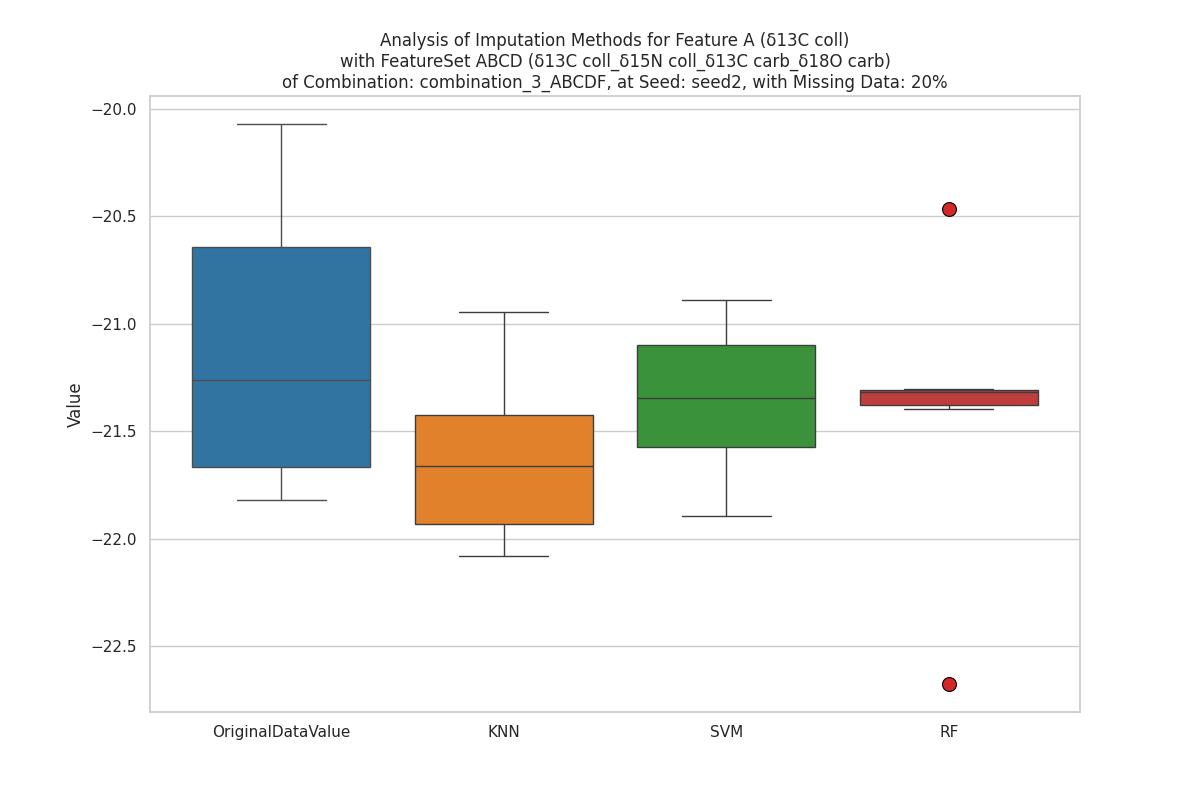 Analysis of Imputation Methods for Feature A (δ13C coll)
with FeatureSet ABCD (δ13C coll_δ15N coll_δ13C carb_δ18O carb)
of Combination: combination_3_ABCDF, at Seed: seed2, with Missing Data: 20%
−20.0
−20.5
−21.0
−21.5
−22.0
−22.5
Value
OriginalDataValue
KNN
SVM
RF